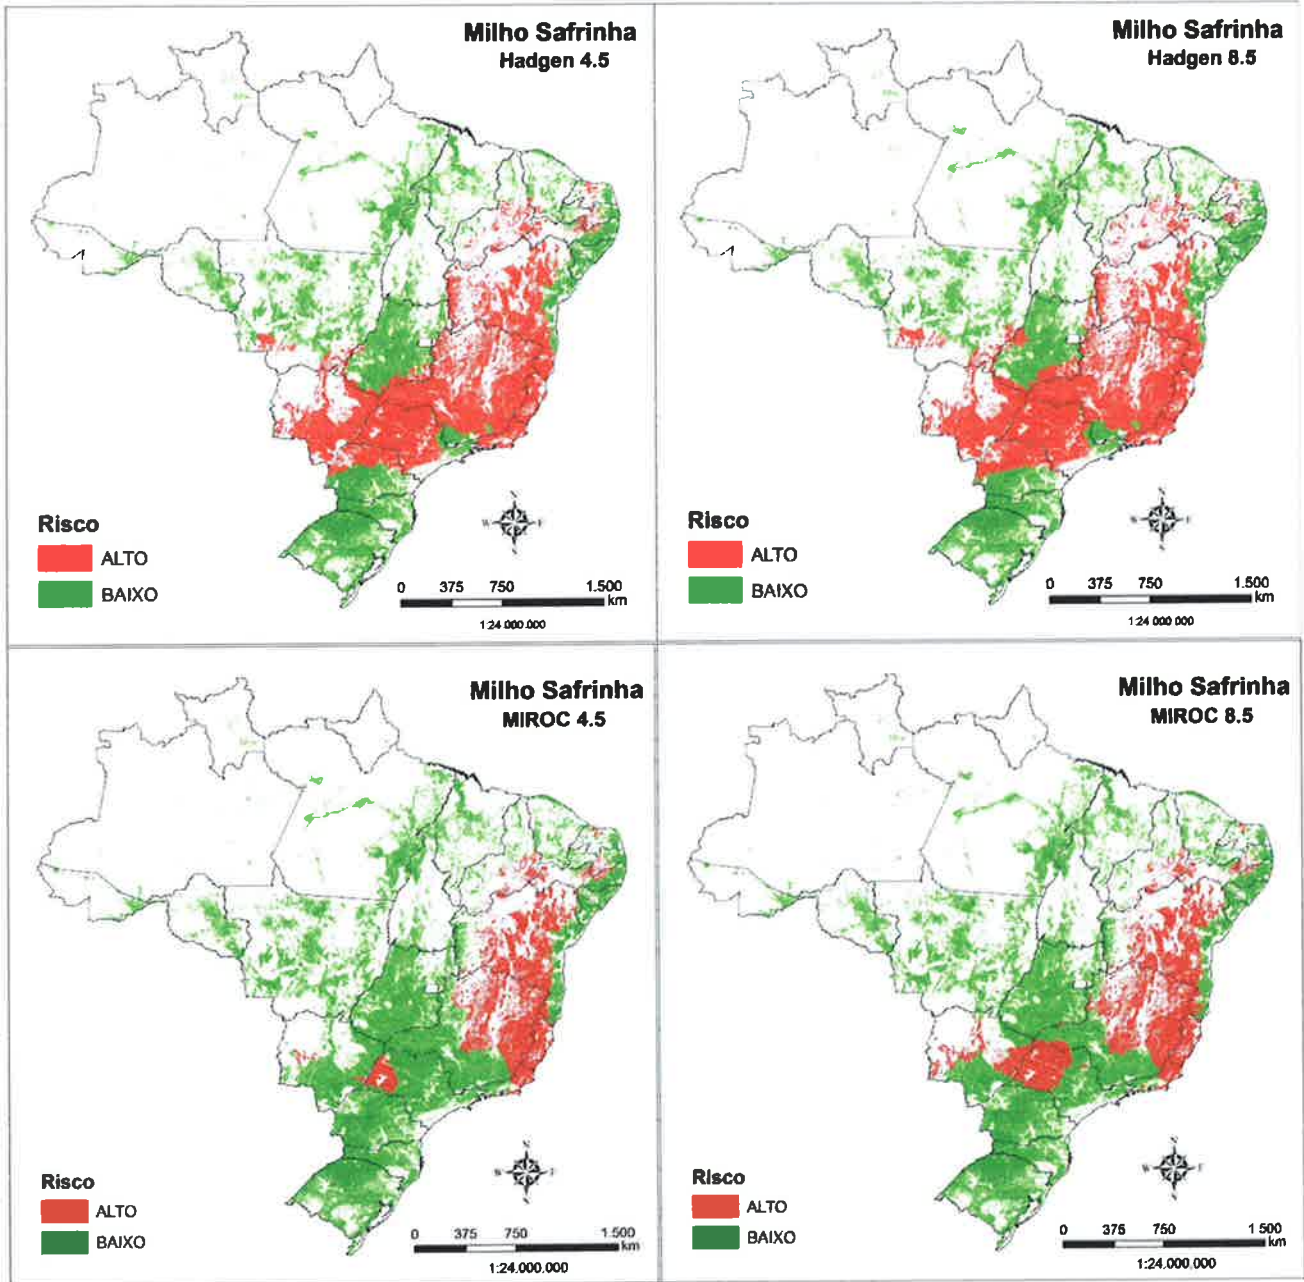 Milho Safrinha
Hadgen 4.5
N
W
E
S
Risco
ALTO
BAIXO
0 375 750 1.500
km
1:24 000.000
Milho Safrinha
Hadgen 8.5
N
W
E
S
Risco
ALTO
BAIXO
0 375 750 1.500
km
1:24 000 000
Milho Safrinha
MIROC 4.5
N
W
E
S
Risco
ALTO
BAIXO
0 375 750 1 500
km
1:24.000,000
Milho Safrinha
MIROC 8.5
N
W
E
S
Risco
ALTO
BAIXO
0 375 750 1 500
km
1:24.000.000